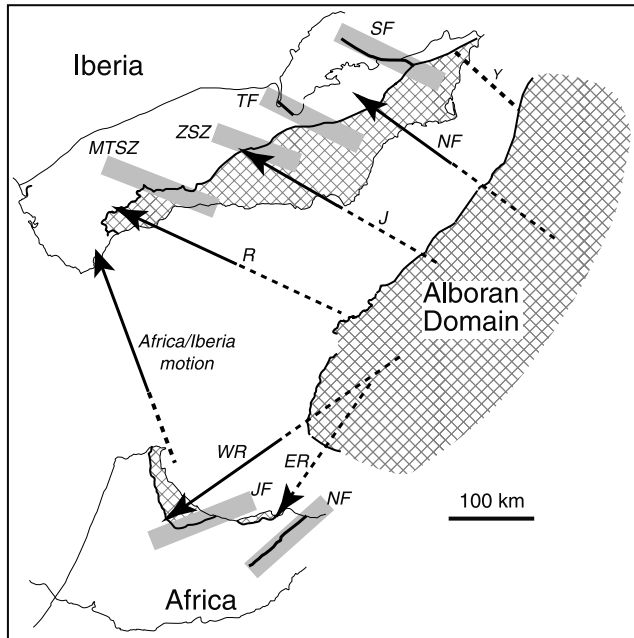 SF
Iberia
Y
TF
ZSZ
NF
MTSZ
J
R
Alboran
Domain
Africa/Iberia
motion
WR
ER
JF
NF
100 km
Africa